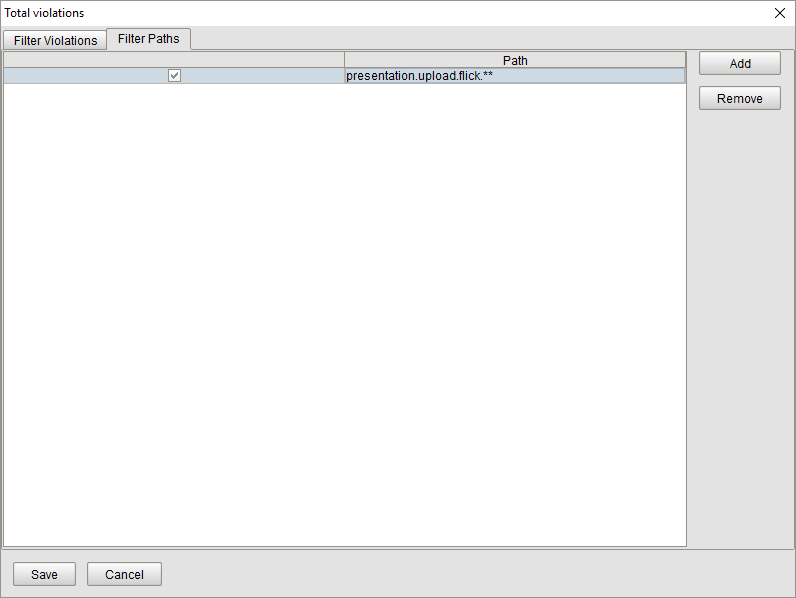 Total violations
Filter Violations
Filter Paths
Path
Add
presentation.upload.flick.**
Remove
Save
Cancel